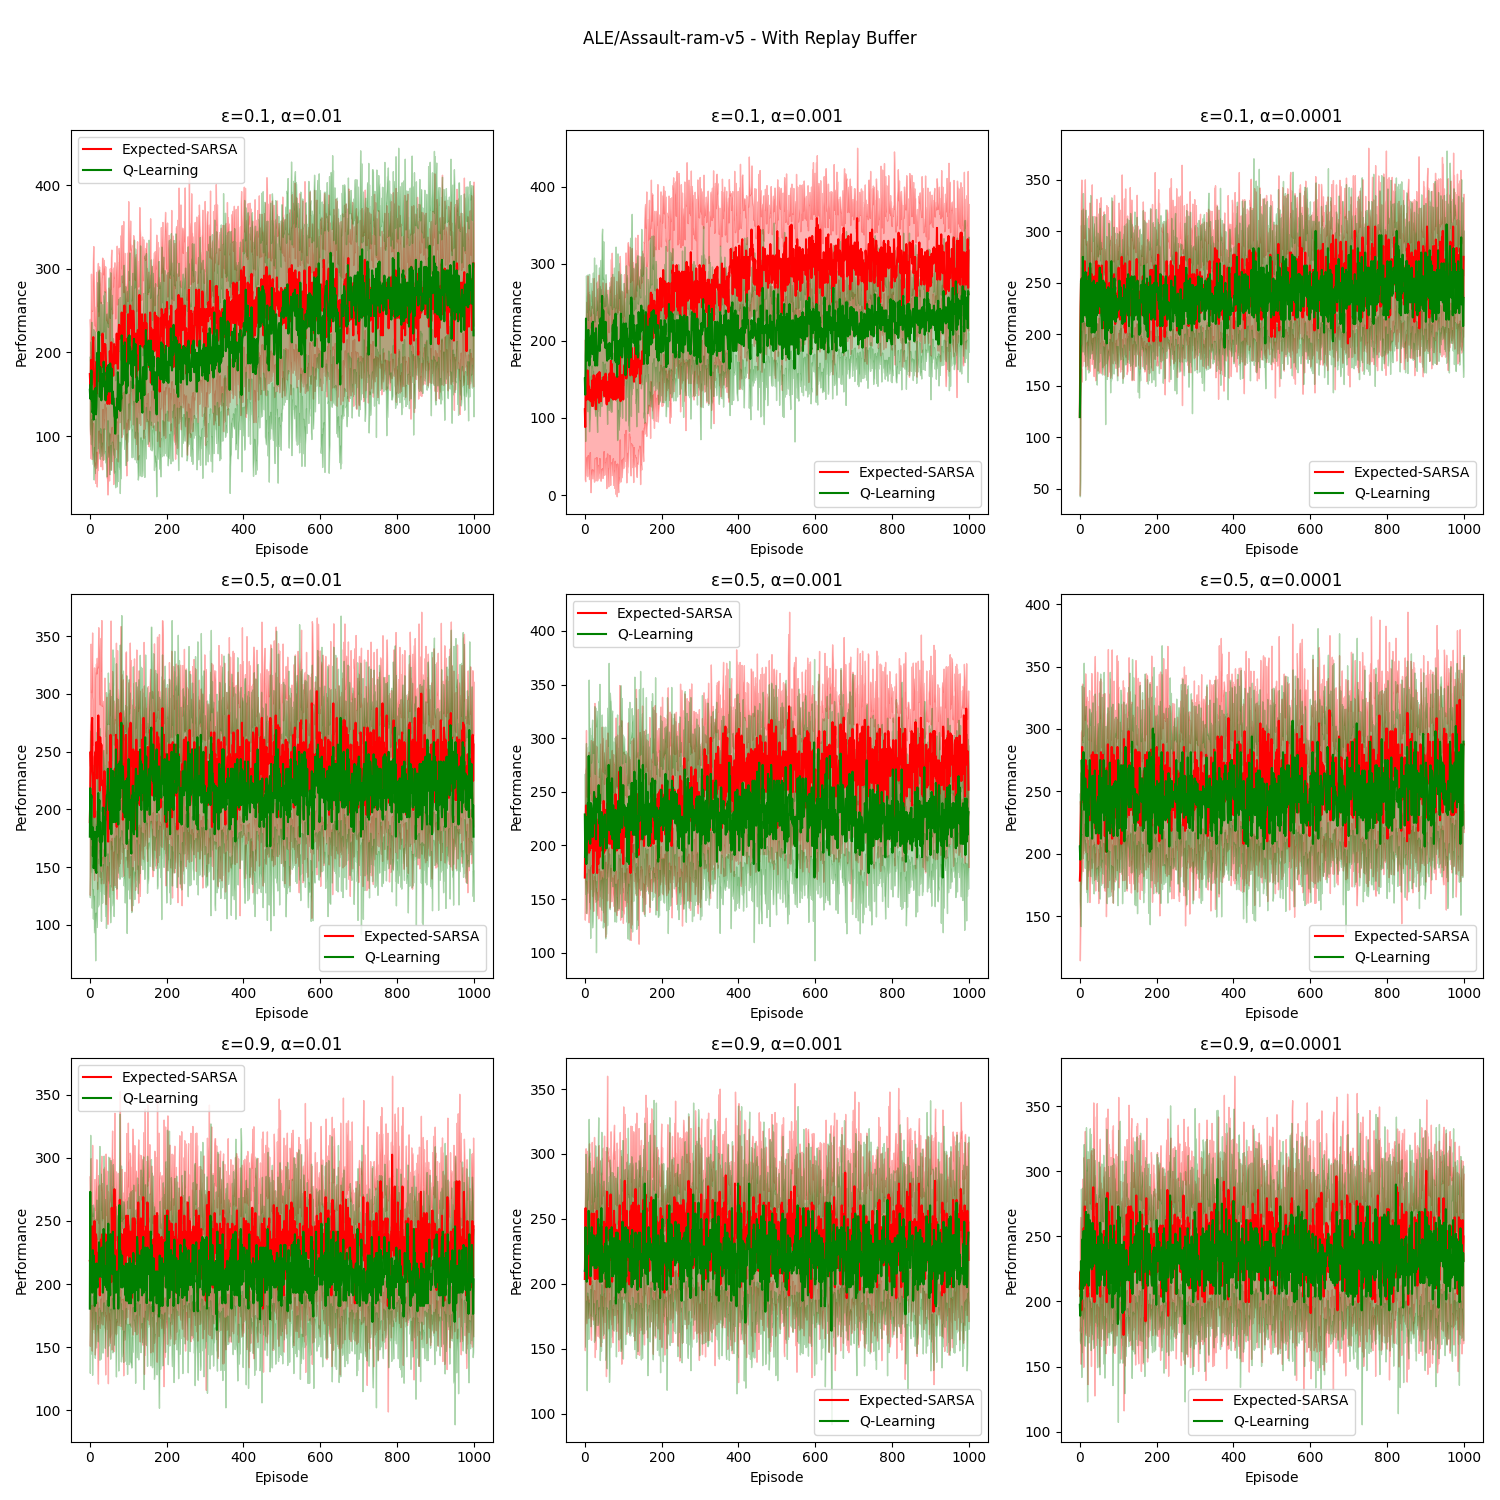 ALE/Assault-ram-v5 - With Replay Buffer
ε=0.1, α=0.01
Performance
400
300
200
100
Expected-SARSA
Q-Learning
0 200 400 600 800 1000
Episode
ε=0.1, α=0.001
Performance
400
300
200
100
0
Expected-SARSA
Q-Learning
0 200 400 600 800 1000
Episode
ε=0.1, α=0.0001
Performance
350
300
250
200
150
100
50
Expected-SARSA
Q-Learning
0 200 400 600 800 1000
Episode
ε=0.5, α=0.01
Performance
350
300
250
200
150
100
Expected-SARSA
Q-Learning
0 200 400 600 800 1000
Episode
ε=0.5, α=0.001
Performance
400
350
300
250
200
150
100
Expected-SARSA
Q-Learning
0 200 400 600 800 1000
Episode
ε=0.5, α=0.0001
Performance
400
350
300
250
200
150
Expected-SARSA
Q-Learning
0 200 400 600 800 1000
Episode
ε=0.9, α=0.01
Performance
350
300
250
200
150
100
Expected-SARSA
Q-Learning
0 200 400 600 800 1000
Episode
ε=0.9, α=0.001
Performance
350
300
250
200
150
100
Expected-SARSA
Q-Learning
0 200 400 600 800 1000
Episode
ε=0.9, α=0.0001
Performance
350
300
250
200
150
100
Expected-SARSA
Q-Learning
0 200 400 600 800 1000
Episode